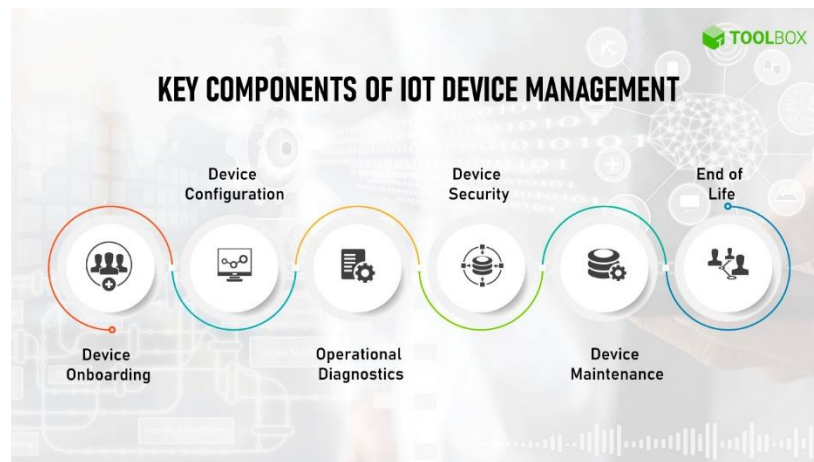 TOOLBOX
KEY COMPONENTS OF IOT DEVICE MANAGEMENT
Device
Onboarding
Device
Configuration
Operational
Diagnostics
Device
Security
Device
Maintenance
End of
Life